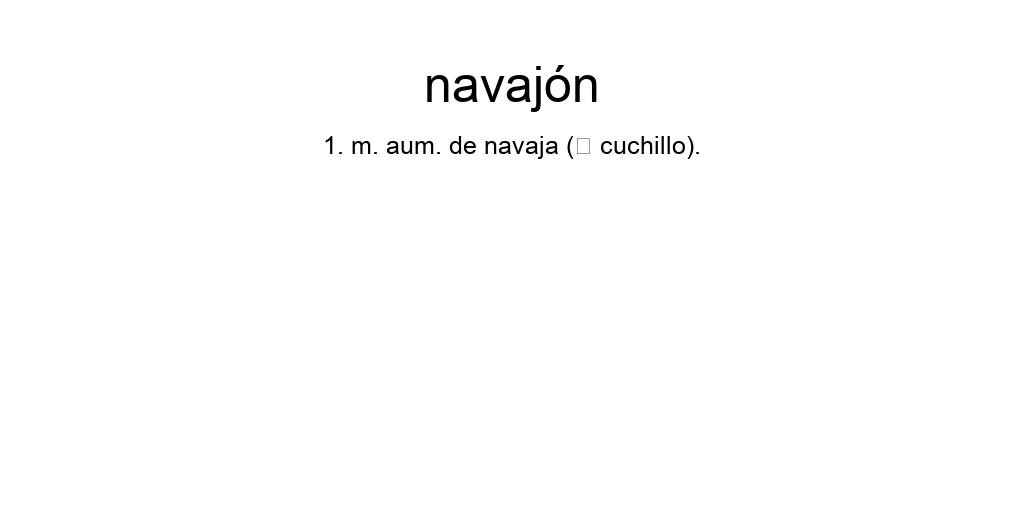 navajón
1. m. aum. de navaja (□ cuchillo).